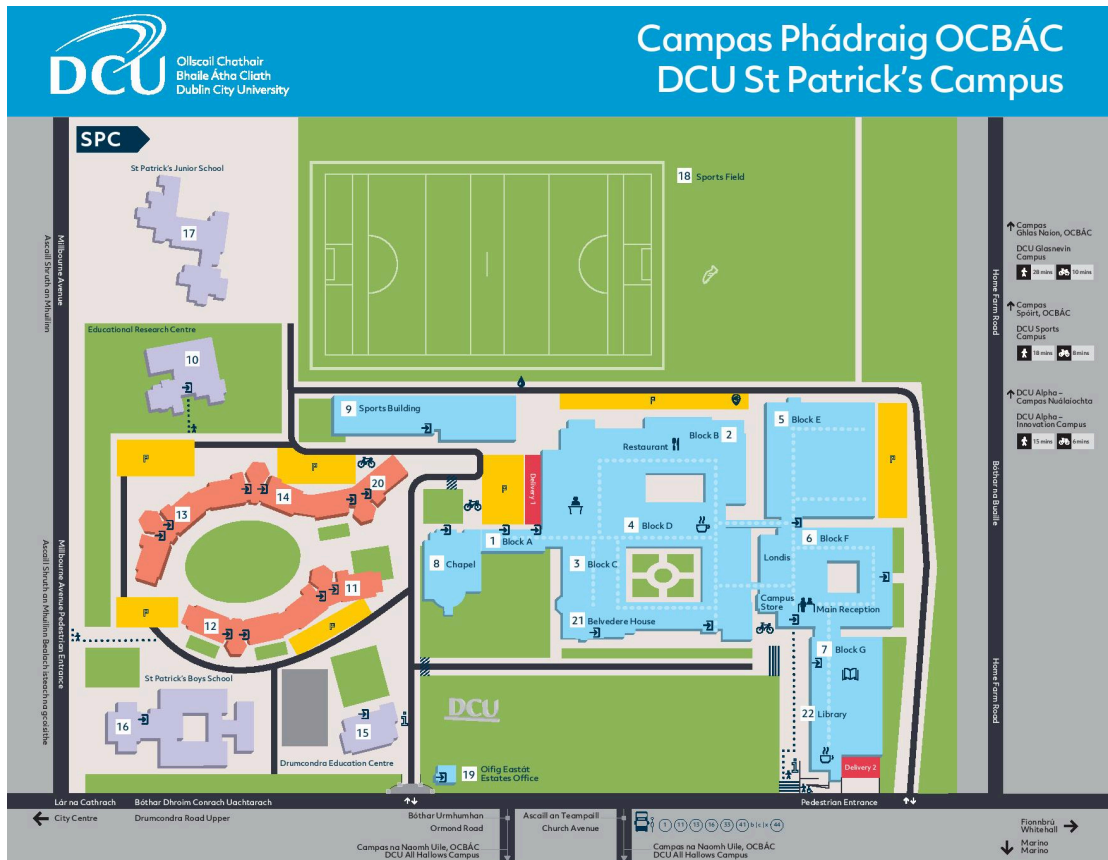 DCU
Ollscoil Chathair
Bhaile Átha Cliath
Dublin City University
Campas Phádraig OCBÁC
DCU St Patrick's Campus
SPC
St Patrick's Junior School
17
18 Sports Field
Millbourne Avenue
Ascaill Shruth an Mhuilinn
Educational Research Centre
10
9 Sports Building
P
P
P
P
P
P
P
Restaurant
Block B 2
5 Block E
Delivery 1
20
14
13
4 Block D
1 Block A
8 Chapel
3 Block C
6 Block F
Londis
Campus
Store
Main Reception
11
12
21 Belvedere House
7 Block G
22 Library
Delivery 2
Millbourne Avenue Pedestrian Entrance
Ascaill Shruth an Mhuilinn Bealach isteach na gcoisithe
St Patrick's Boys School
16
15
Drumcondra Education Centre
DCU
19 Oifig Eastát
Estates Office
Home Farm Road
Bóthar na Buaile
Home Farm Road
Campas
Ghlas Naíon, OCBÁC
DCU Glasnevin
Campus
20 mins
10 mins
Campas
Spóirt, OCBÁC
DCU Sports
Campus
18 mins
8 mins
DCU Alpha –
Campas Nuálaíochta
DCU Alpha –
Innovation Campus
15 mins
6 mins
Lár na Cathrach
Bóthar Dhroim Conrach Uachtarach
Pedestrian Entrance
City Centre
Drumcondra Road Upper
Bóthar Urmhumhan
Ormond Road
Ascaill an Teampaill
Church Avenue
1 11 13 16 33 41 b|c|x 44
Campas na Naomh Uile, OCBÁC
DCU All Hallows Campus
Campas na Naomh Uile, OCBÁC
DCU All Hallows Campus
Fionnbrú
Whitehall
Marino
Marino